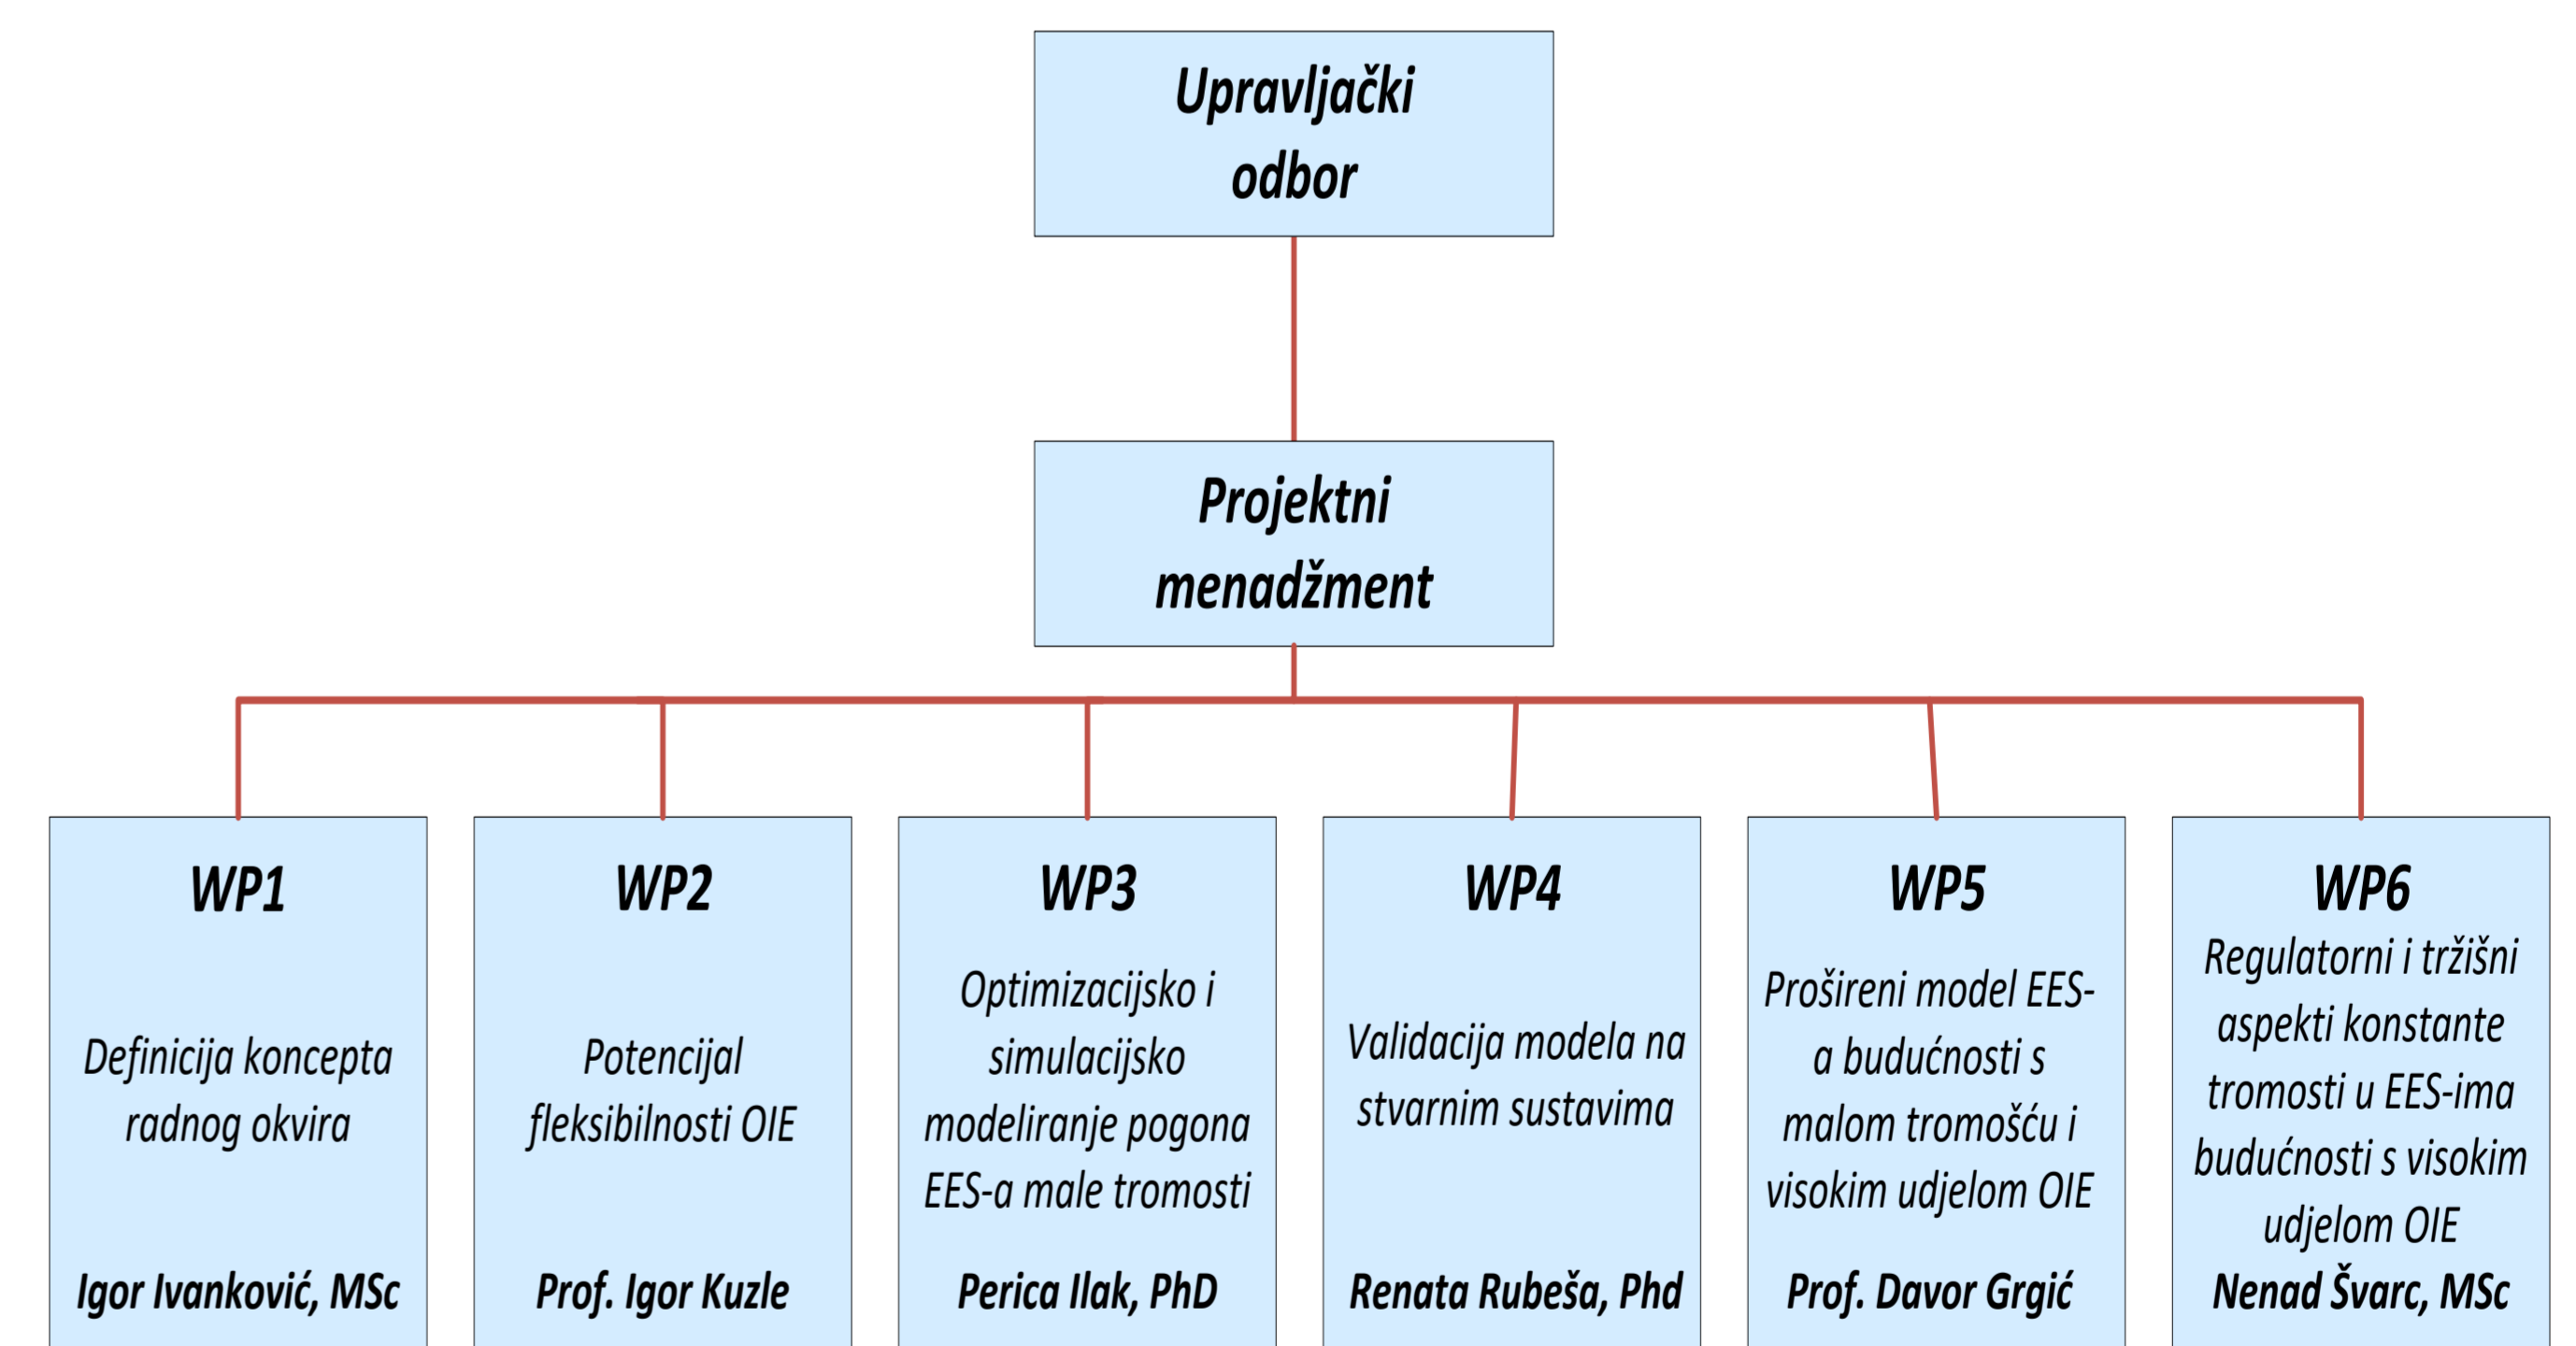 Upravljački
odbor
Projektni
menadžment
WP1
Definicija koncepta
radnog okvira
Igor Ivanković, MSc
WP2
Potencijal
fleksibilnosti OIE
Prof. Igor Kuzle
WP3
Optimizacijsko i
simulacijsko
modeliranje pogona
EES-a male tromosti
Perica Ilak, PhD
WP4
Validacija modela na
stvarnim sustavima
Renata Rubeša, Phd
WP5
Prošireni model EES-
a budućnosti s
malom tromošću i
visokim udjelom OIE
Prof. Davor Grgić
WP6
Regulatorni i tržišni
aspekti konstante
tromosti u EES-ima
budućnosti s visokim
udjelom OIE
Nenad Švarc, MSc